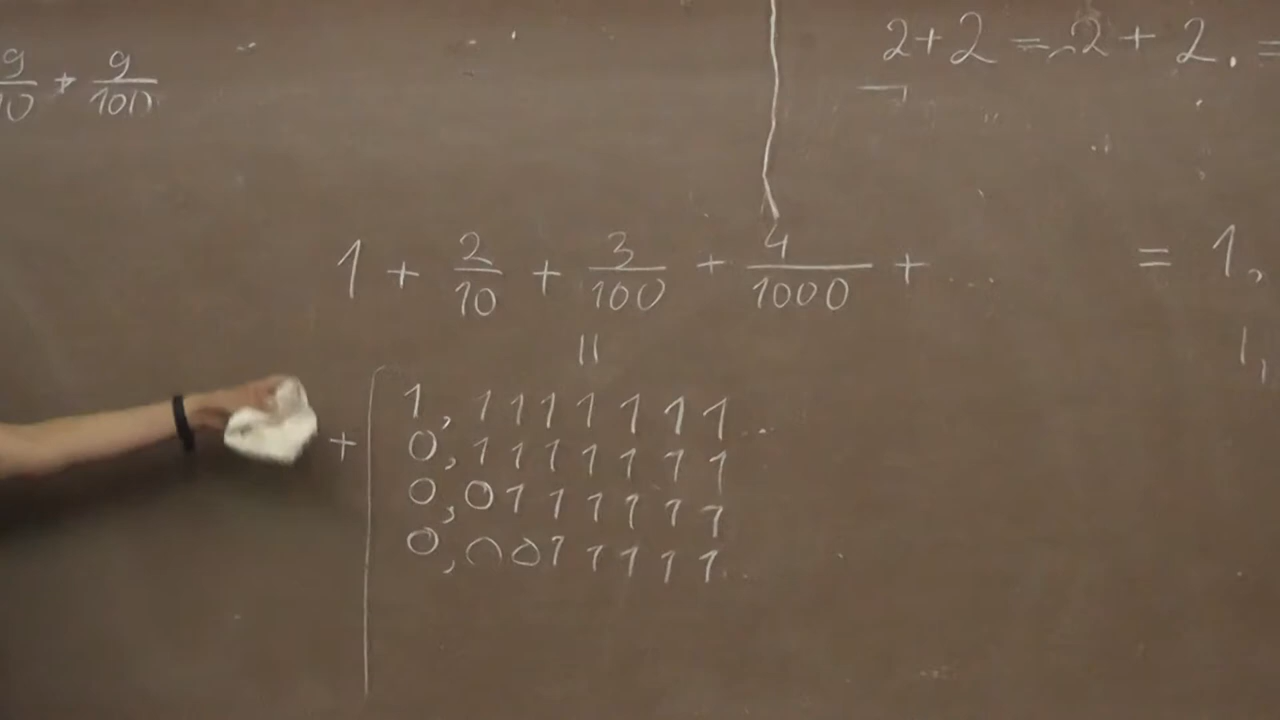 9/10 + 9/100
2+2 = 2 + 2. =
1 + 2/10 + 3/100 + 4/1000 + ... = 1,
=
1,
1,1111111...
+ 0,1111111
0,0111111
0,0011111...